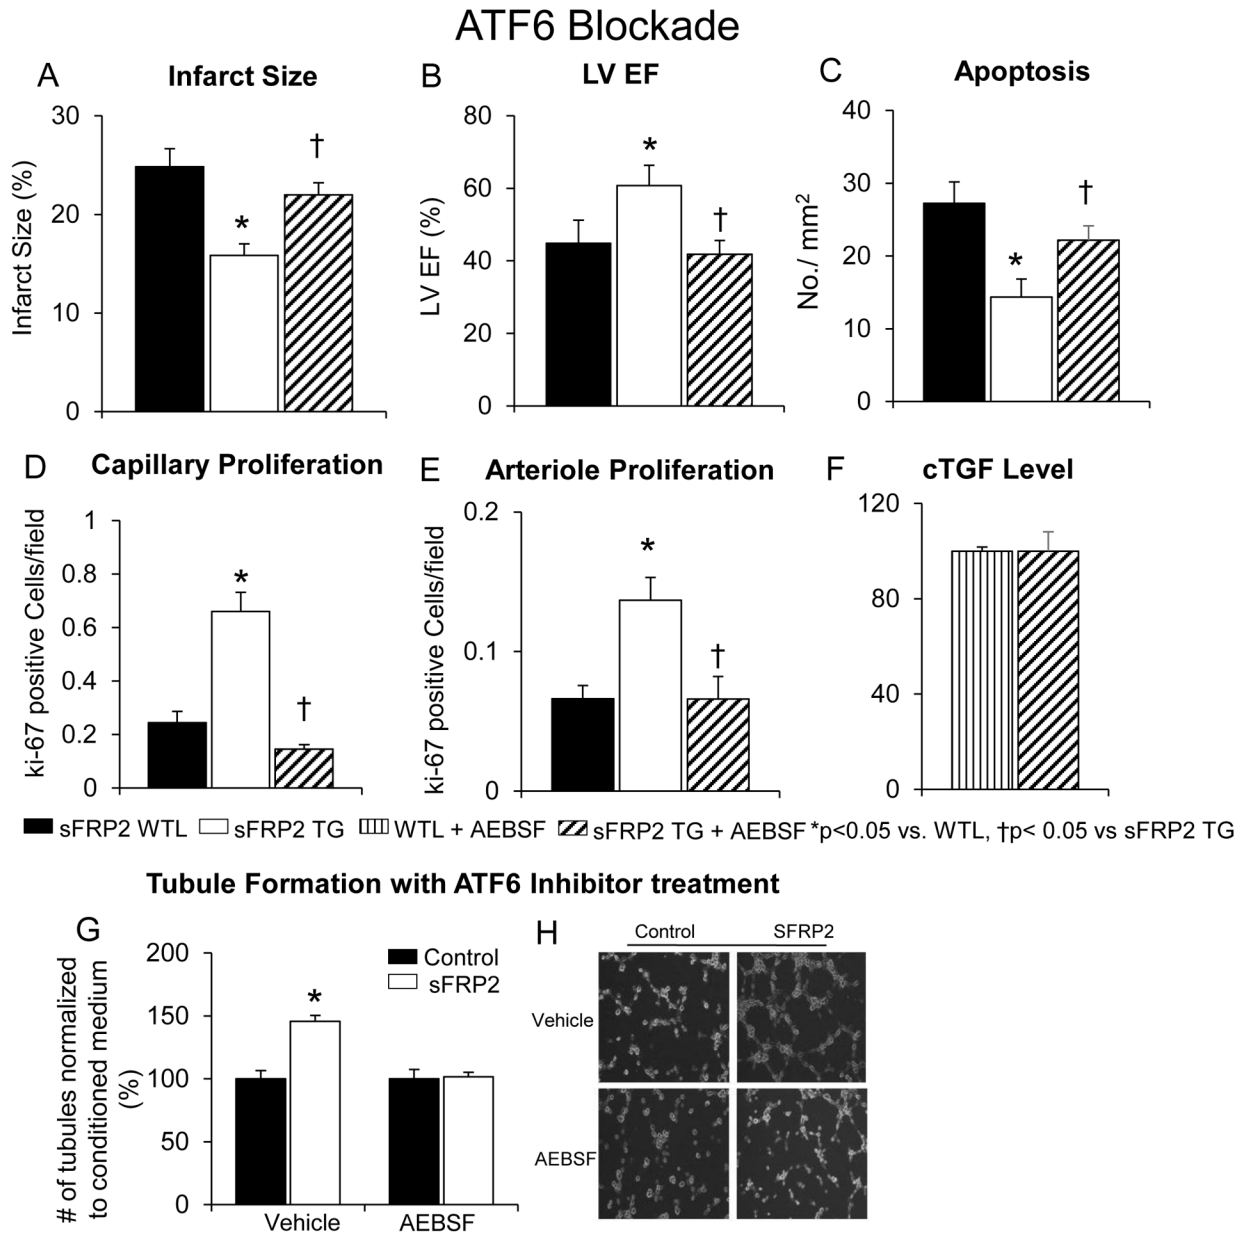 ATF6 Blockade
A
Infarct Size
Infarct Size (%)
30
20
10
0
*
†
B
LV EF
LV EF (%)
80
60
40
20
0
*
†
C
Apoptosis
No./ mm²
40
30
20
10
0
*
†
D
Capillary Proliferation
ki-67 positive Cells/field
1
0.8
0.6
0.4
0.2
0
*
†
E
Arteriole Proliferation
ki-67 positive Cells/field
0.2
0.1
0
*
†
F
cTGF Level
120
80
40
0
sFRP2 WTL sFRP2 TG WTL + AEBSF sFRP2 TG + AEBSF *p<0.05 vs. WTL, †p< 0.05 vs sFRP2 TG
Tubule Formation with ATF6 Inhibitor treatment
G
# of tubules normalized
to conditioned medium
(%)
200
150
100
50
0
*
Control
sFRP2
Vehicle AEBSF
H
Control SFRP2
Vehicle
AEBSF